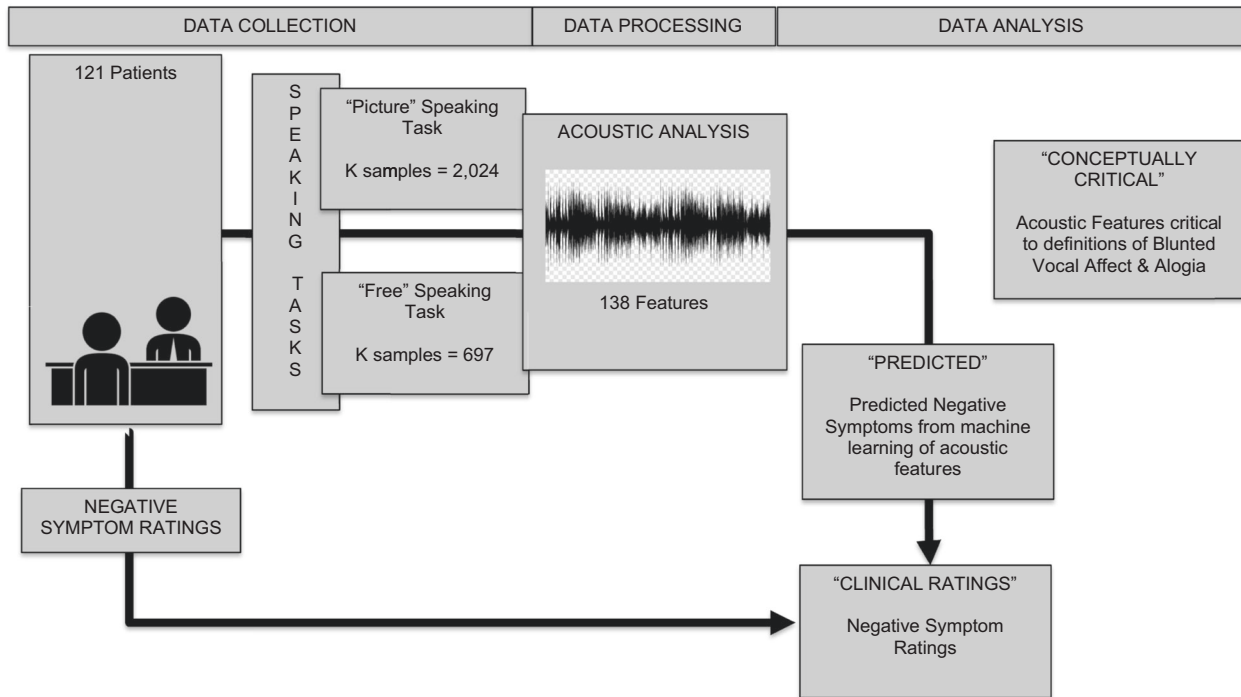 DATA COLLECTION
DATA PROCESSING
DATA ANALYSIS
121 Patients
SPEAKING TASKS
“Picture” Speaking
Task
K samples = 2,024
“Free” Speaking
Task
K samples = 697
ACOUSTIC ANALYSIS
138 Features
“CONCEPTUALLY
CRITICAL”
Acoustic Features critical
to definitions of Blunted
Vocal Affect & Alogia
“PREDICTED”
Predicted Negative
Symptoms from machine
learning of acoustic
features
NEGATIVE
SYMPTOM RATINGS
“CLINICAL RATINGS”
Negative Symptom
Ratings